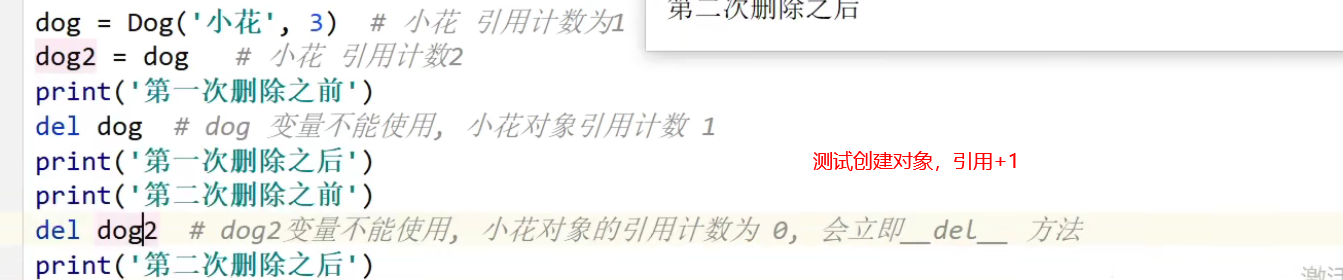 第二次删除之后
dog = Dog('小花', 3)  # 小花 引用计数为1
dog2 = dog   # 小花 引用计数2
print('第一次删除之前')
del dog  # dog 变量不能使用, 小花对象引用计数 1
print('第一次删除之后')
测试创建对象，引用+1
print('第二次删除之前')
del dog2  # dog2变量不能使用, 小花对象的引用计数为 0, 会立即__del__ 方法
print('第二次删除之后')